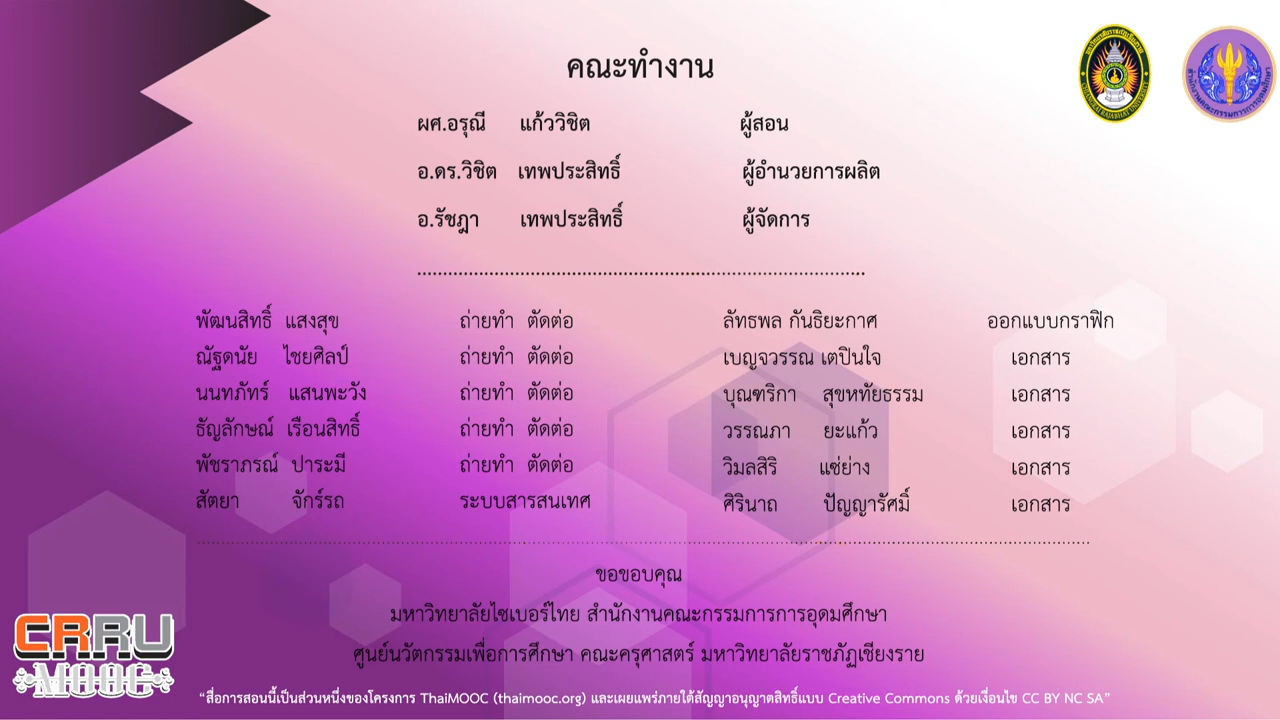 คณะทำงาน
ผศ.อรุณี แก้ววิชิต ผู้สอน
อ.ดร.วิชิต เทพประสิทธิ์ ผู้อำนวยการผลิต
อ.รัชฎา เทพประสิทธิ์ ผู้จัดการ
พัฒนสิทธิ์ แสงสุข ถ่ายทำ ตัดต่อ ลัทธพล กันธิยะกาศ ออกแบบกราฟิก
ณัฐดนัย ไชยศิลป์ ถ่ายทำ ตัดต่อ เบญจวรรณ เตปินใจ เอกสาร
นนทภัทร์ แสนพะวัง ถ่ายทำ ตัดต่อ บุณฑริกา สุขหทัยธรรม เอกสาร
ธัญลักษณ์ เรือนสิทธิ์ ถ่ายทำ ตัดต่อ วรรณภา ยะแก้ว เอกสาร
พัชราภรณ์ ปาระมี ถ่ายทำ ตัดต่อ วิมลสิริ แซ่ย่าง เอกสาร
สัตยา จักร์รถ ระบบสารสนเทศ ศิรินาถ ปัญญารัศมิ์ เอกสาร
ขอขอบคุณ
มหาวิทยาลัยไซเบอร์ไทย สำนักงานคณะกรรมการการอุดมศึกษา
ศูนย์นวัตกรรมเพื่อการศึกษา คณะครุศาสตร์ มหาวิทยาลัยราชภัฏเชียงราย
CRRU
MOOC
“สื่อการสอนนี้เป็นส่วนหนึ่งของโครงการ ThaiMOOC (thaimooc.org) และเผยแพร่ภายใต้สัญญาอนุญาตสิทธิ์แบบ Creative Commons ด้วยเงื่อนไข CC BY NC SA”